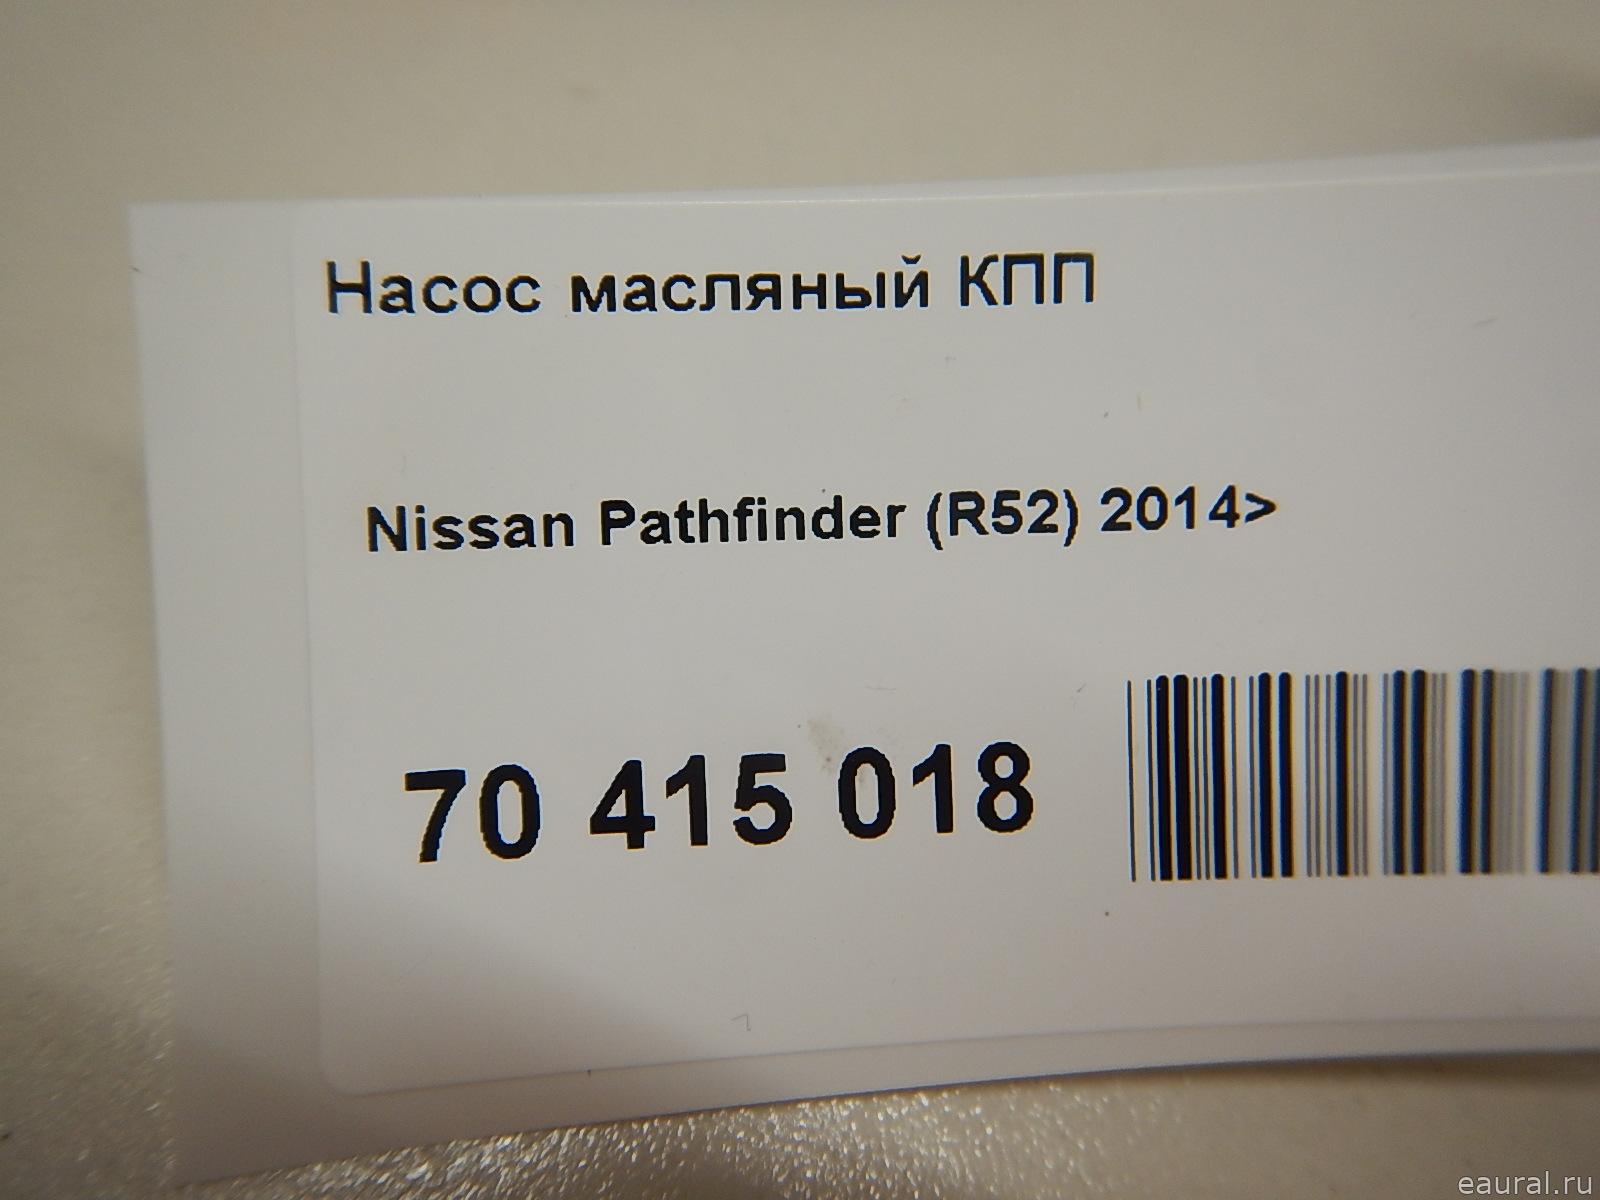 Насос масляный КПП
Nissan Pathfinder (R52) 2014>
70 415 018
eaural.ru